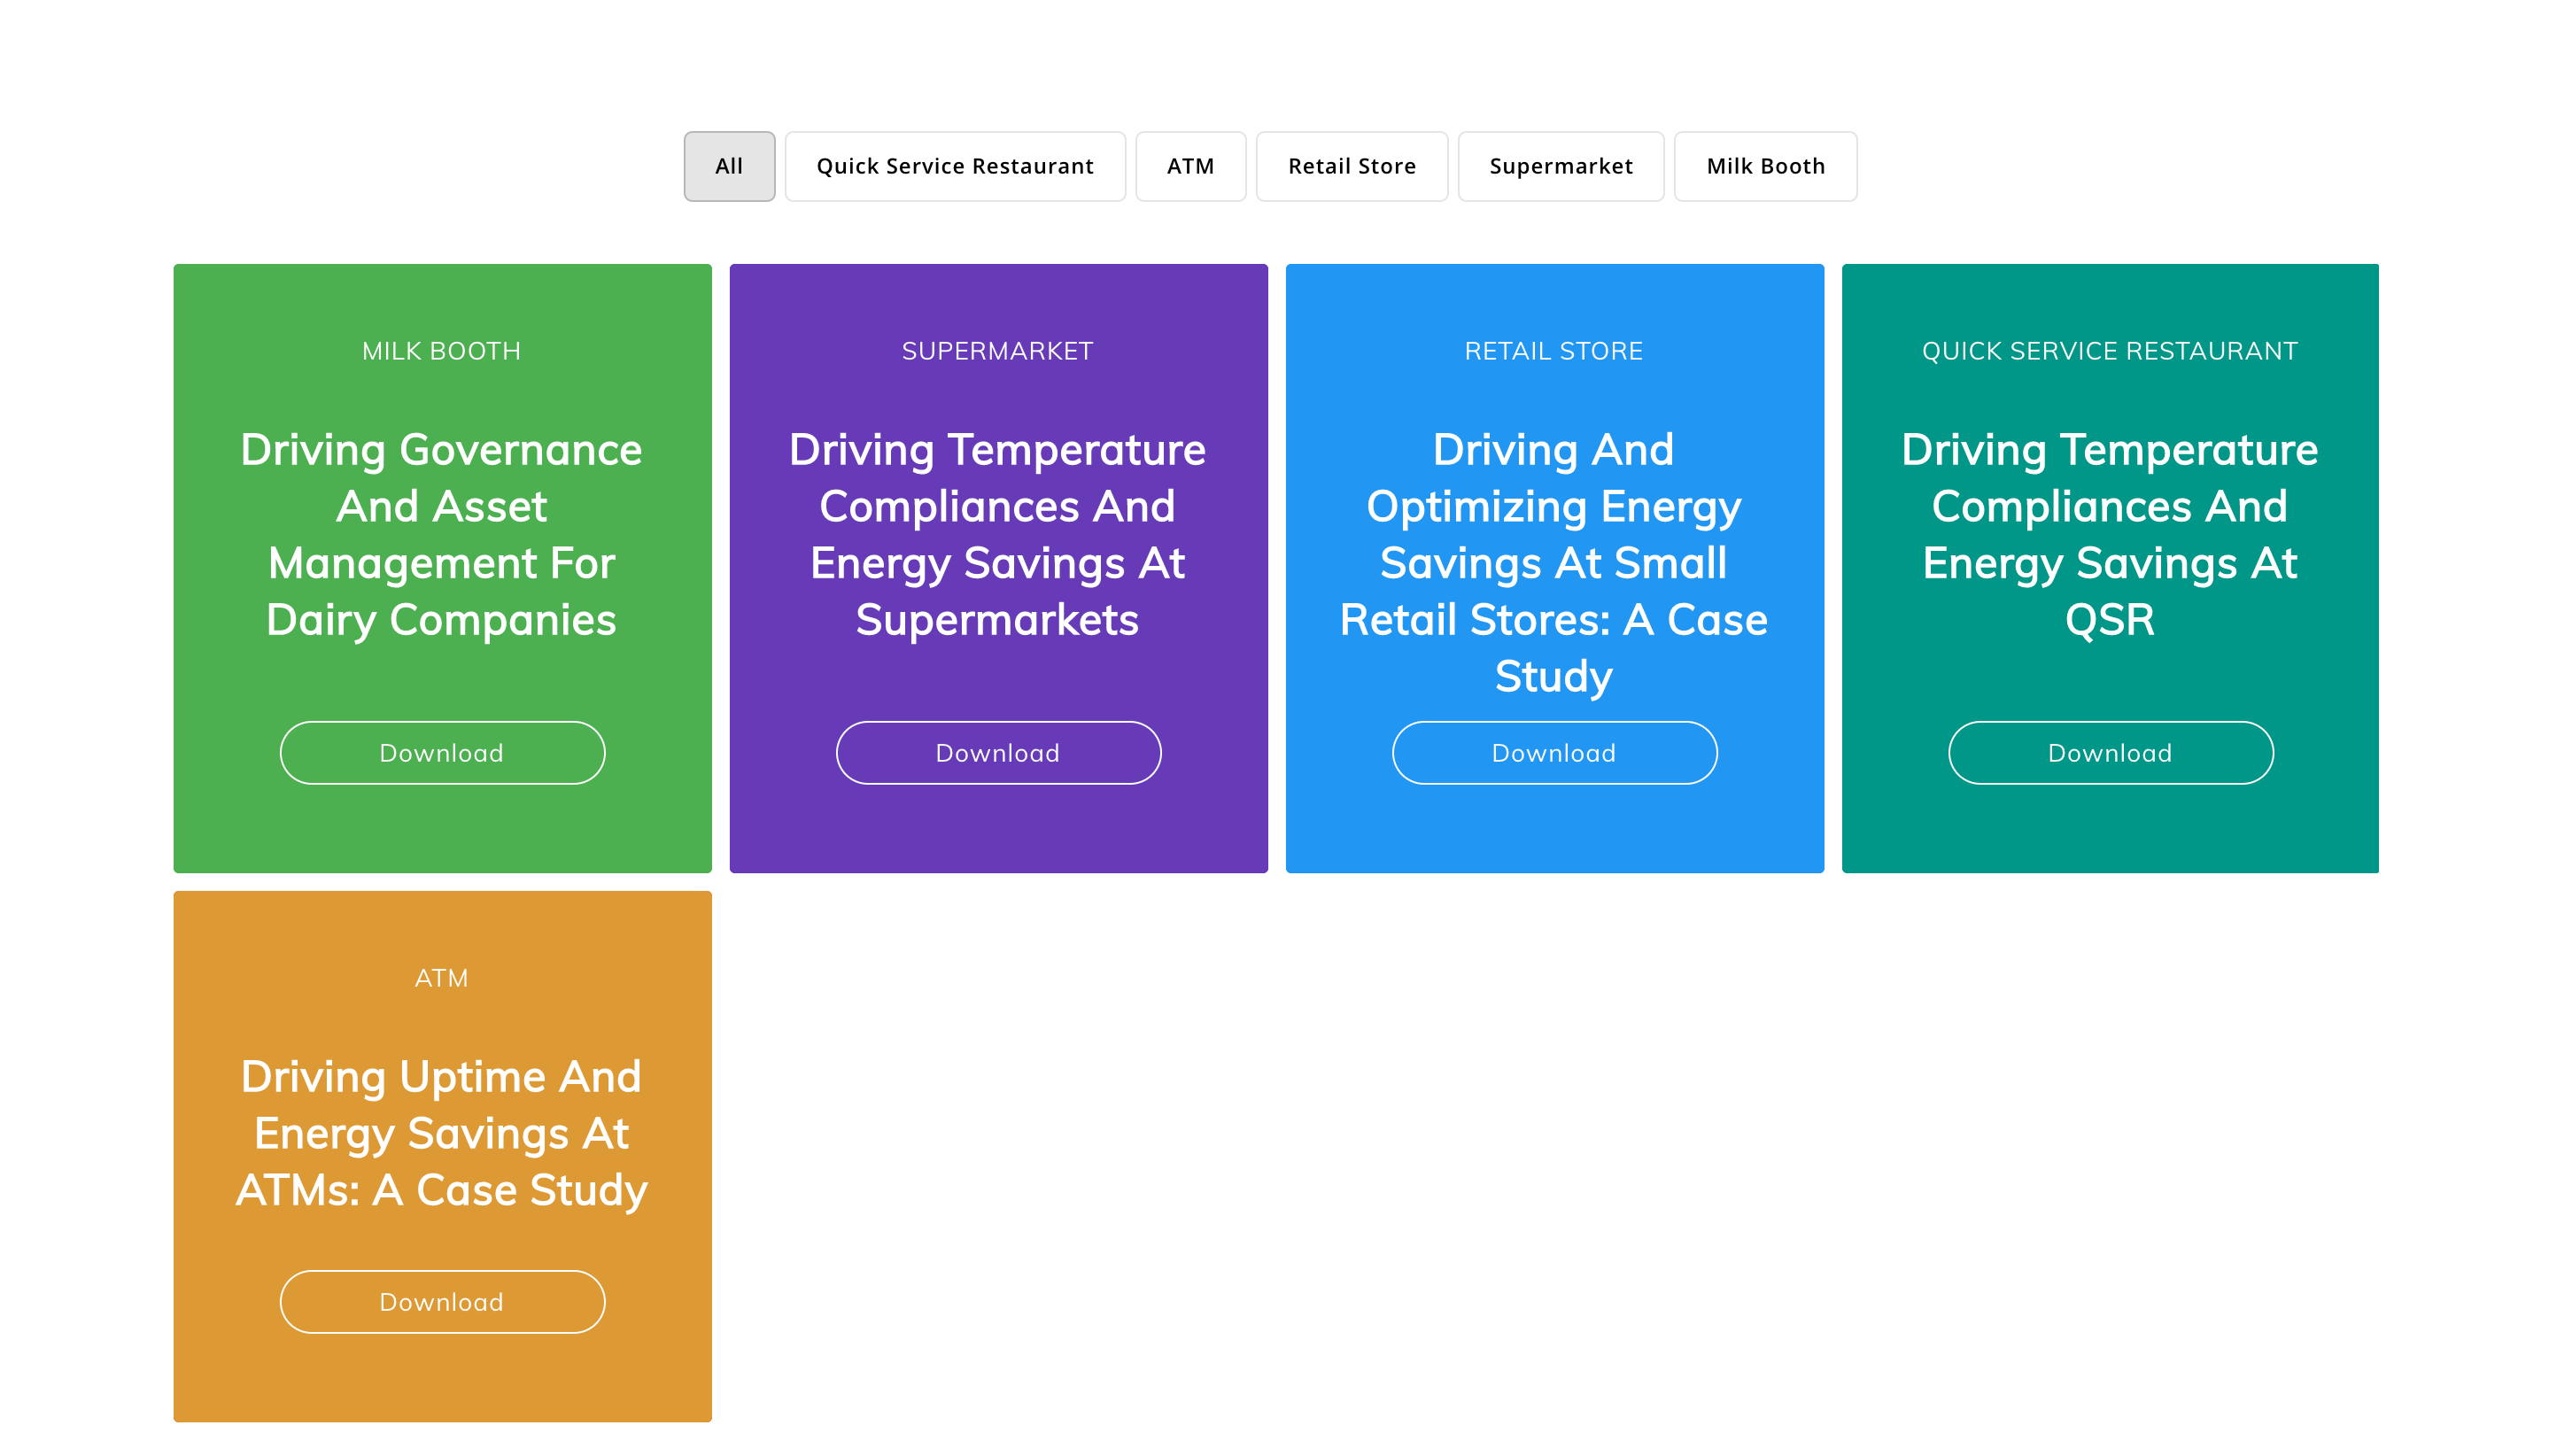 All
Quick Service Restaurant
ATM
Retail Store
Supermarket
Milk Booth
MILK BOOTH
Driving Governance
And Asset
Management For
Dairy Companies
Download
SUPERMARKET
Driving Temperature
Compliances And
Energy Savings At
Supermarkets
Download
RETAIL STORE
Driving And
Optimizing Energy
Savings At Small
Retail Stores: A Case
Study
Download
QUICK SERVICE RESTAURANT
Driving Temperature
Compliances And
Energy Savings At
QSR
Download
ATM
Driving Uptime And
Energy Savings At
ATMs: A Case Study
Download